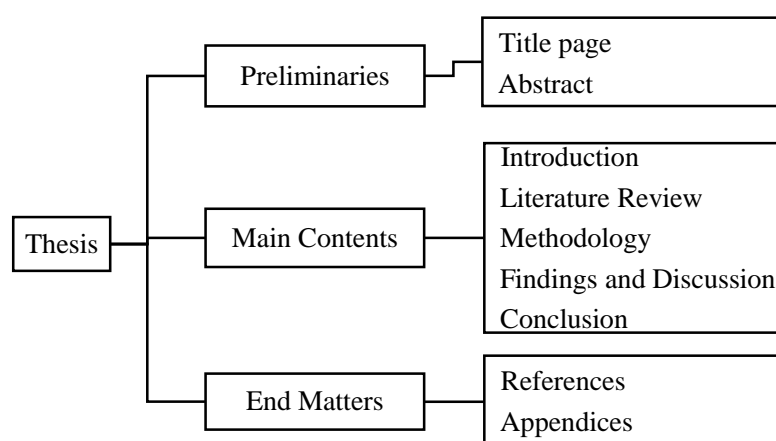 Thesis
Preliminaries
Title page
Abstract
Main Contents
Introduction
Literature Review
Methodology
Findings and Discussion
Conclusion
End Matters
References
Appendices